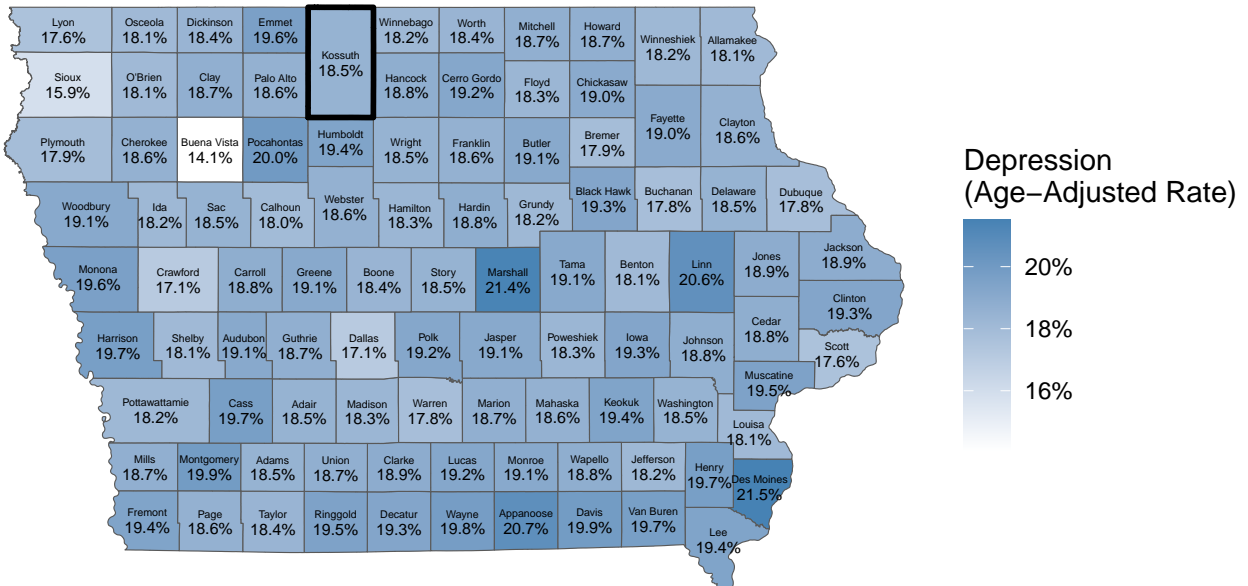 Lyon
17.6%
Osceola
18.1%
Dickinson
18.4%
Emmet
19.6%
Kossuth
18.5%
Winnebago
18.2%
Worth
18.4%
Mitchell
18.7%
Howard
18.7%
Winneshiek
18.2%
Allamakee
18.1%
Sioux
15.9%
O'Brien
18.1%
Clay
18.7%
Palo Alto
18.6%
Hancock
18.8%
Cerro Gordo
19.2%
Floyd
18.3%
Chickasaw
19.0%
Fayette
19.0%
Clayton
18.6%
Plymouth
17.9%
Cherokee
18.6%
Buena Vista
14.1%
Pocahontas
20.0%
Humboldt
19.4%
Wright
18.5%
Franklin
18.6%
Butler
19.1%
Bremer
17.9%
Woodbury
19.1%
Ida
18.2%
Sac
18.5%
Calhoun
18.0%
Webster
18.6%
Hamilton
18.3%
Hardin
18.8%
Grundy
18.2%
Black Hawk
19.3%
Buchanan
17.8%
Delaware
18.5%
Dubuque
17.8%
Monona
19.6%
Crawford
17.1%
Carroll
18.8%
Greene
19.1%
Boone
18.4%
Story
18.5%
Marshall
21.4%
Tama
19.1%
Benton
18.1%
Linn
20.6%
Jones
18.9%
Jackson
18.9%
Clinton
19.3%
Harrison
19.7%
Shelby
18.1%
Audubon
19.1%
Guthrie
18.7%
Dallas
17.1%
Polk
19.2%
Jasper
19.1%
Poweshiek
18.3%
Iowa
19.3%
Johnson
18.8%
Cedar
18.8%
Scott
17.6%
Muscatine
19.5%
Pottawattamie
18.2%
Cass
19.7%
Adair
18.5%
Madison
18.3%
Warren
17.8%
Marion
18.7%
Mahaska
18.6%
Keokuk
19.4%
Washington
18.5%
Louisa
18.1%
Mills
18.7%
Montgomery
19.9%
Adams
18.5%
Union
18.7%
Clarke
18.9%
Lucas
19.2%
Monroe
19.1%
Wapello
18.8%
Jefferson
18.2%
Henry
19.7%
Des Moines
21.5%
Fremont
19.4%
Page
18.6%
Taylor
18.4%
Ringgold
19.5%
Decatur
19.3%
Wayne
19.8%
Appanoose
20.7%
Davis
19.9%
Van Buren
19.7%
Lee
19.4%
Depression
(Age−Adjusted Rate)
20%
18%
16%